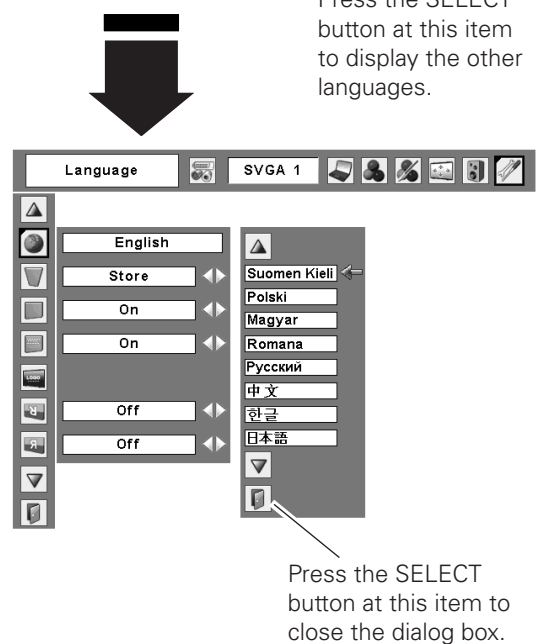 Press the SELECT
button at this item
to display the other
languages.
Language
SVGA 1
English
Store
On
On
Off
Off
Suomen Kieli
Polski
Magyar
Romana
Русский
中文
한글
日本語
LOGO
Press the SELECT
button at this item to
close the dialog box.